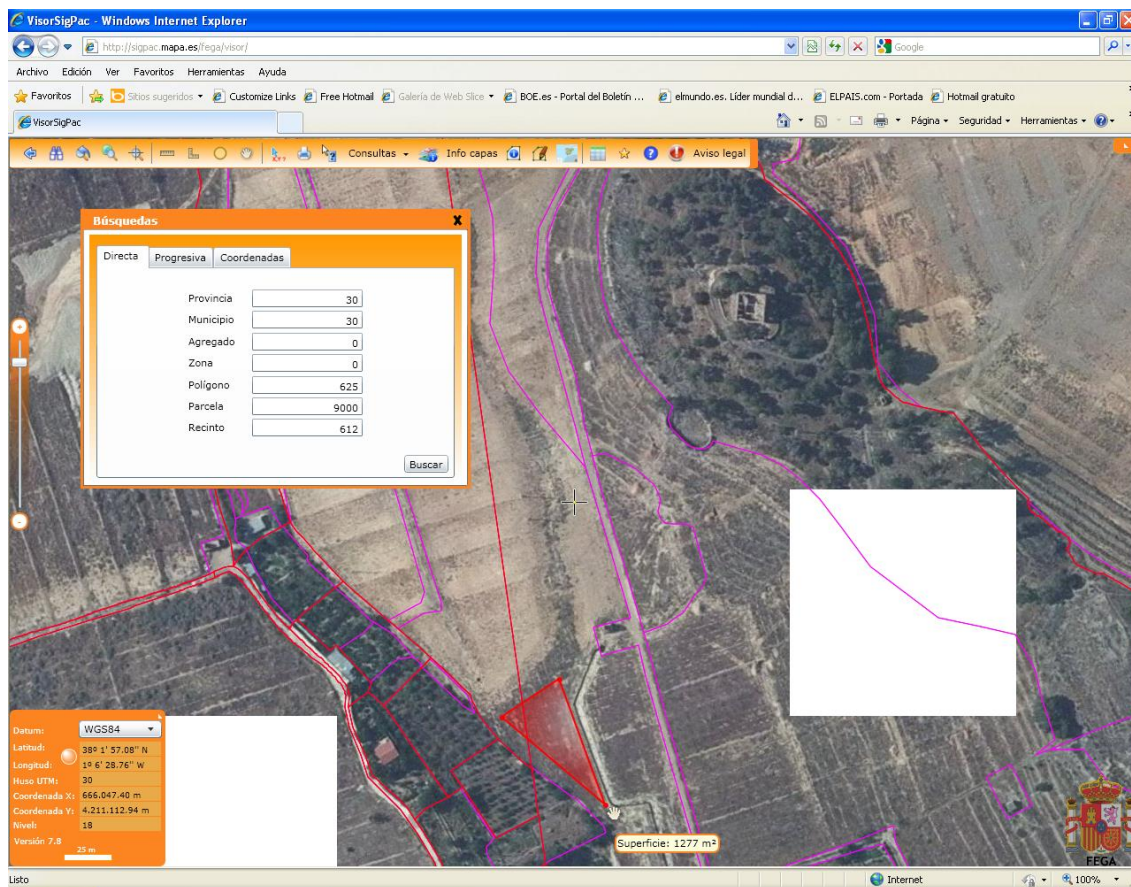 VisorSigPac - Windows Internet Explorer
http://sigpac.mapa.es/fega/visor/
Google
Archivo Edición Ver Favoritos Herramientas Ayuda
Favoritos Sitios sugeridos Customize Links Free Hotmail Galería de Web Slice BOE.es - Portal del Boletín ... elmundo.es. Líder mundial d... ELPAIS.com - Portada Hotmail gratuito
VisorSigPac Página Seguridad Herramientas
Consultas Info capas Aviso legal
Búsquedas
Directa Progresiva Coordenadas
Provincia 30
Municipio 30
Agregado 0
Zona 0
Polígono 625
Parcela 9000
Recinto 612
Buscar
Datum: WGS84
Latitud: 38º 1' 57.08" N
Longitud: 1º 6' 28.76" W
Huso UTM: 30
Coordenada X: 666.047.40 m
Coordenada Y: 4.211.112.94 m
Nivel: 18
Versión 7.8
25 m
Superficie: 1277 m²
FEGA
Listo Internet 100%